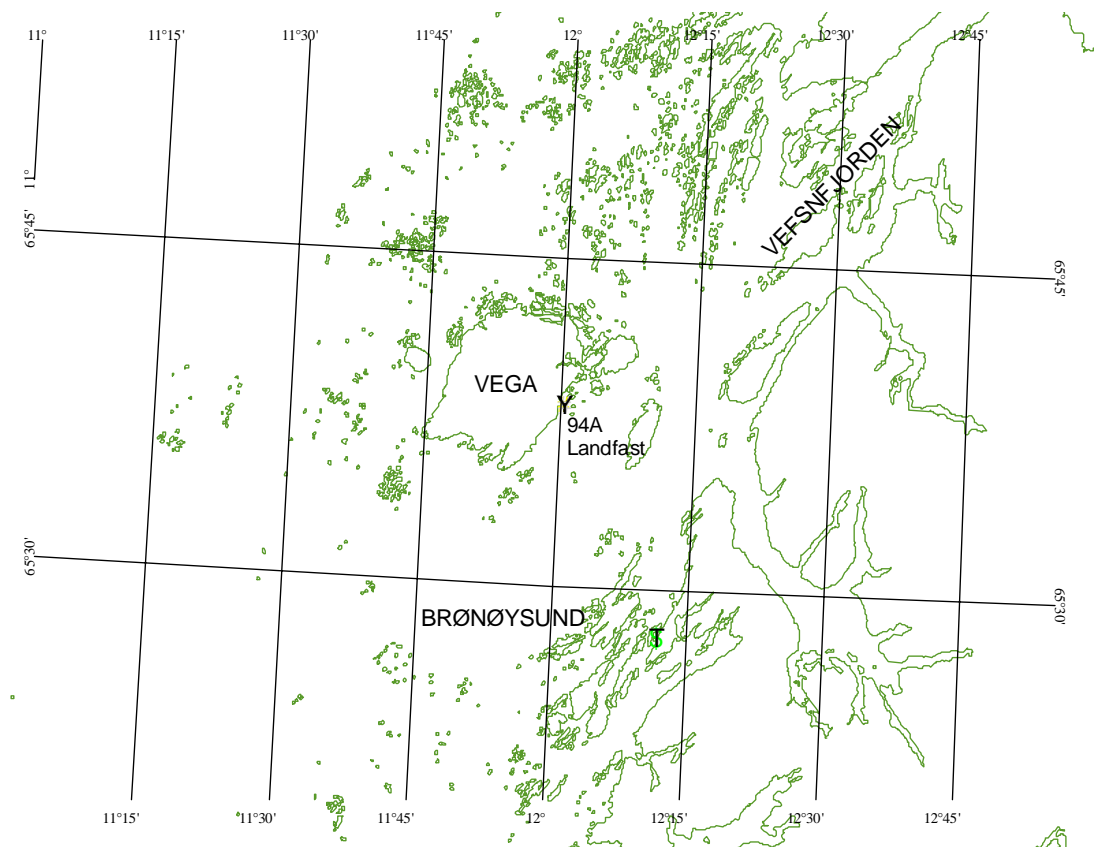 11° 11°15' 11°30' 11°45' 12° 12°15' 12°30' 12°45'
VEFSNFJORDEN
11°
65°45'
65°45'
VEGA
Y
94A
Landfast
65°30'
65°30'
BRØNØYSUND
T
11°15' 11°30' 11°45' 12° 12°15' 12°30' 12°45'